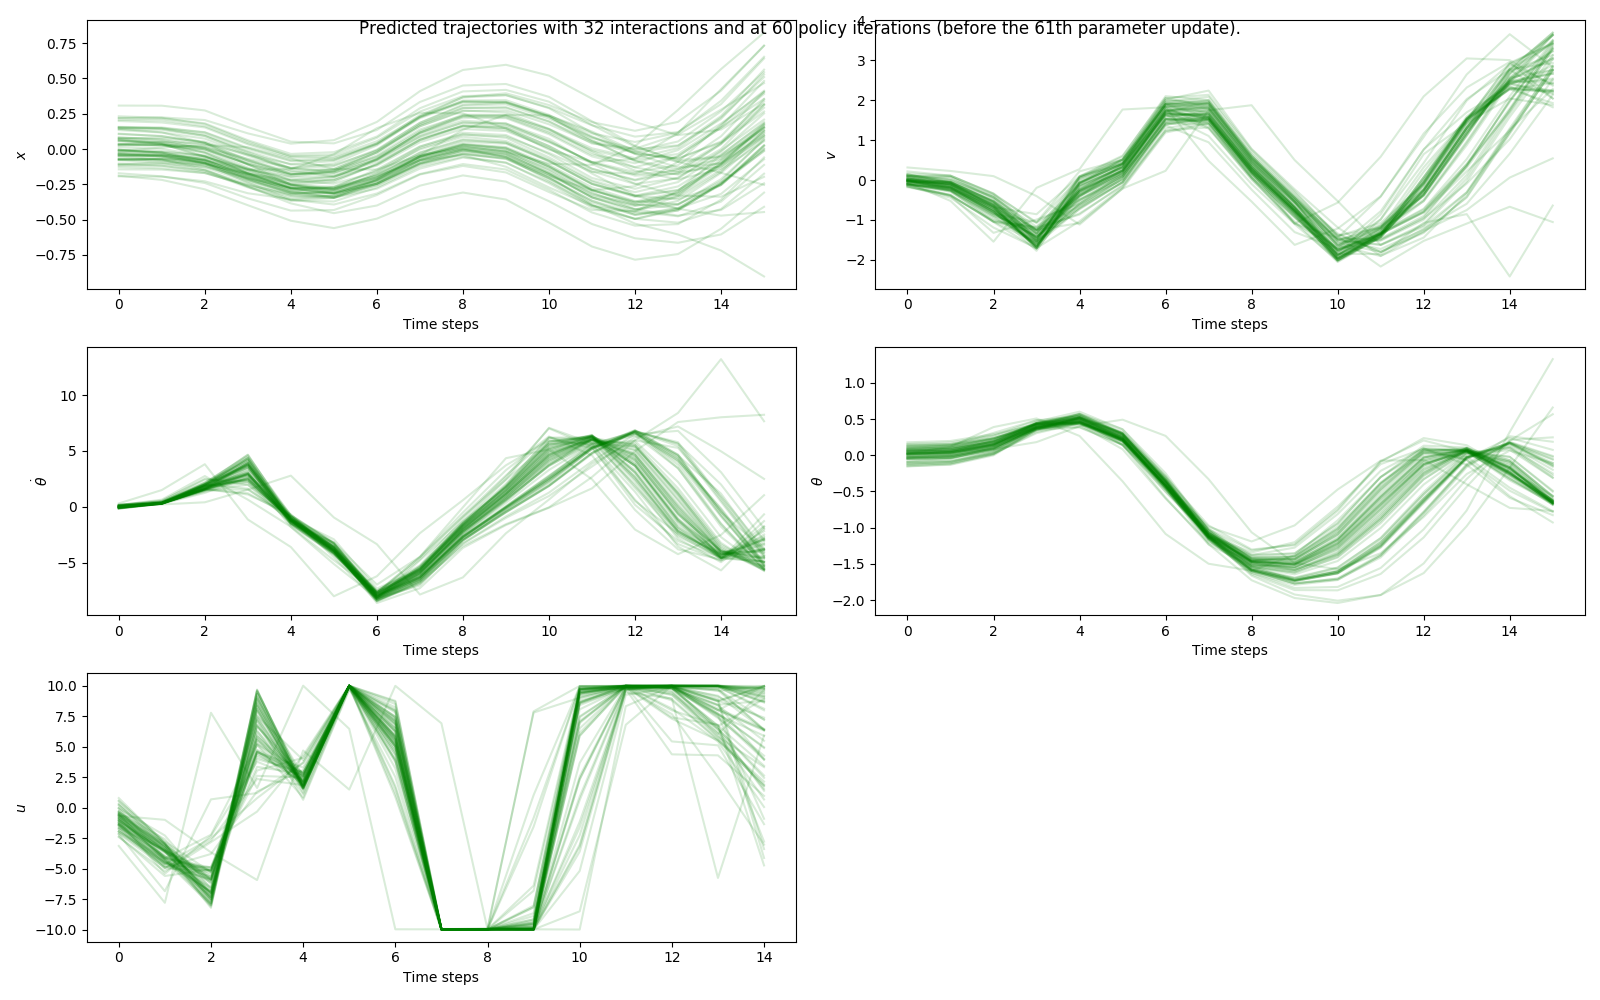 Predicted trajectories with 32 interactions and at 60 policy iterations (before the 61th parameter update).
0.75
0.50
0.25
0.00
−0.25
−0.50
−0.75
x
0 2 4 6 8 10 12 14
Time steps
4
3
2
1
0
−1
−2
v
0 2 4 6 8 10 12 14
Time steps
10
5
0
−5
θ̇
0 2 4 6 8 10 12 14
Time steps
1.0
0.5
0.0
−0.5
−1.0
−1.5
−2.0
θ
0 2 4 6 8 10 12 14
Time steps
10.0
7.5
5.0
2.5
0.0
−2.5
−5.0
−7.5
−10.0
u
0 2 4 6 8 10 12 14
Time steps